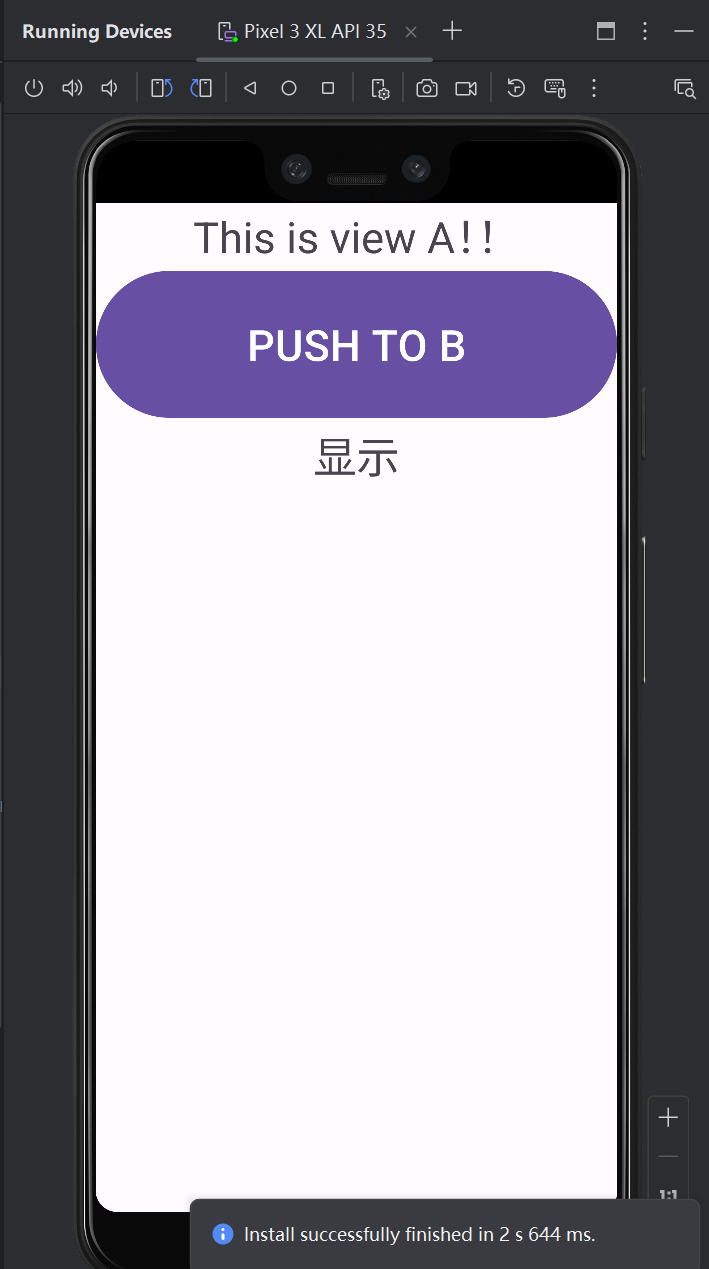 Running Devices Pixel 3 XL API 35
This is view A！！
PUSH TO B
显示
1:1
Install successfully finished in 2 s 644 ms.